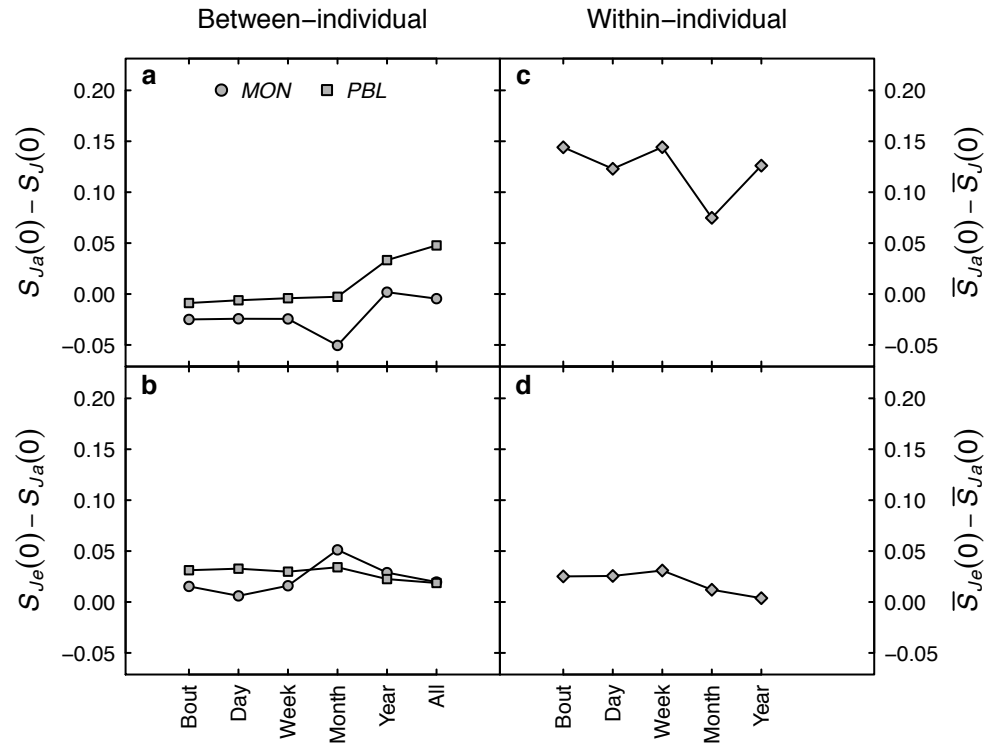 Between−individual
Within−individual
a
MON
PBL
c
0.20
0.15
0.10
0.05
0.00
−0.05
S_Ja(0) − S_J(0)
0.20
0.15
0.10
0.05
0.00
−0.05
S̅_Ja(0) − S̅_J(0)
b
d
0.20
0.15
0.10
0.05
0.00
−0.05
S_Je(0) − S_Ja(0)
0.20
0.15
0.10
0.05
0.00
−0.05
S̅_Je(0) − S̅_Ja(0)
Bout
Day
Week
Month
Year
All
Bout
Day
Week
Month
Year